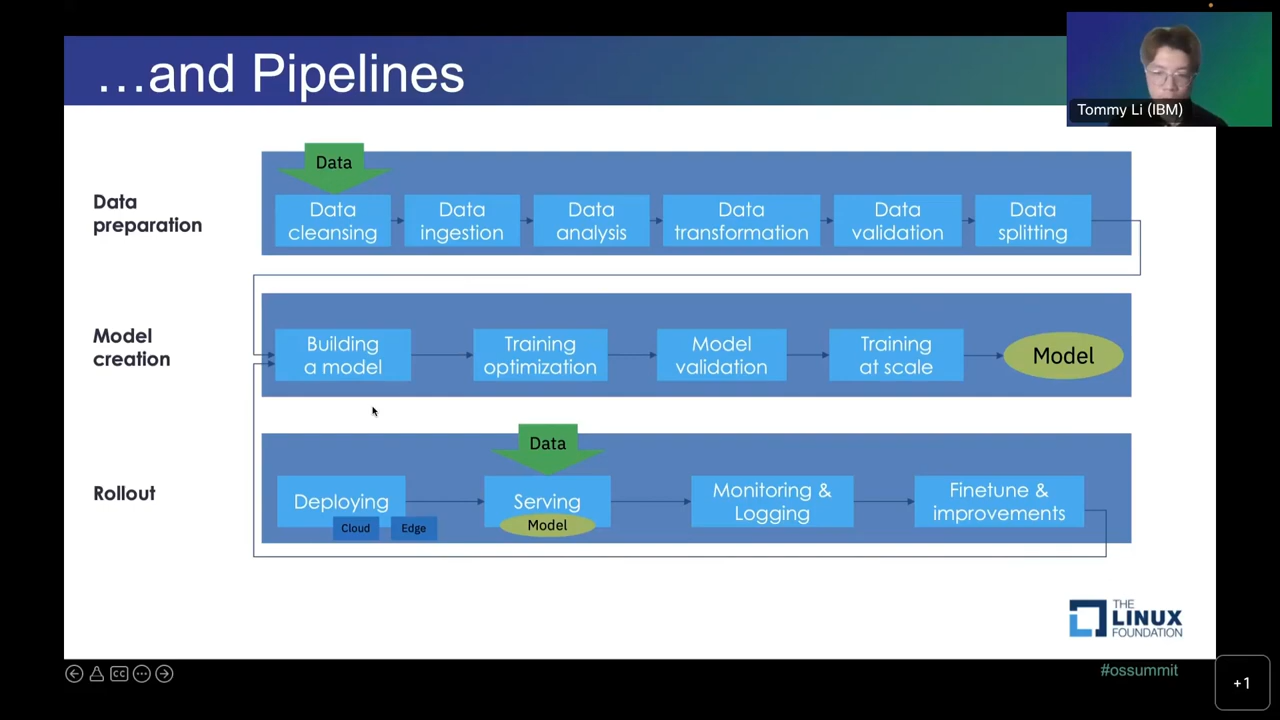 …and Pipelines
Tommy Li (IBM)
Data
preparation
Data
Data
cleansing
Data
ingestion
Data
analysis
Data
transformation
Data
validation
Data
splitting
Model
creation
Building
a model
Training
optimization
Model
validation
Training
at scale
Model
Rollout
Data
Deploying
Cloud
Edge
Serving
Model
Monitoring &
Logging
Finetune &
improvements
THE
LINUX
FOUNDATION
#ossummit
CC
+1